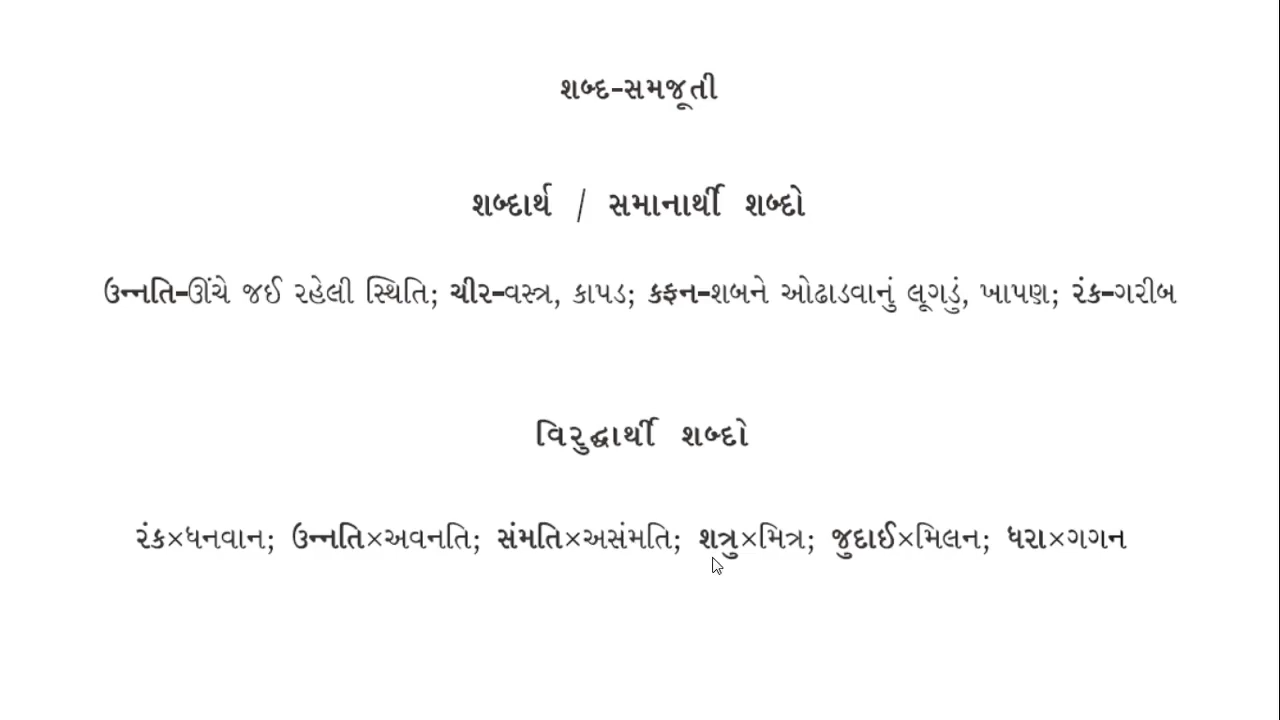 શબ્દ-સમજૂતી
શબ્દાર્થ / સમાનાર્થી શબ્દો
ઉન્નતિ-ઊંચે જઈ રહેલી સ્થિતિ; ચીર-વસ્ત્ર, કાપડ; કફન-શબને ઓઢાડવાનું લૂગડું, ખાપણ; રંક-ગરીબ
વિરુદ્ધાર્થી શબ્દો
રંક×ધનવાન; ઉન્નતિ×અવનતિ; સંમતિ×અસંમતિ; શત્રુ×મિત્ર; જુદાઈ×મિલન; ધરા×ગગન